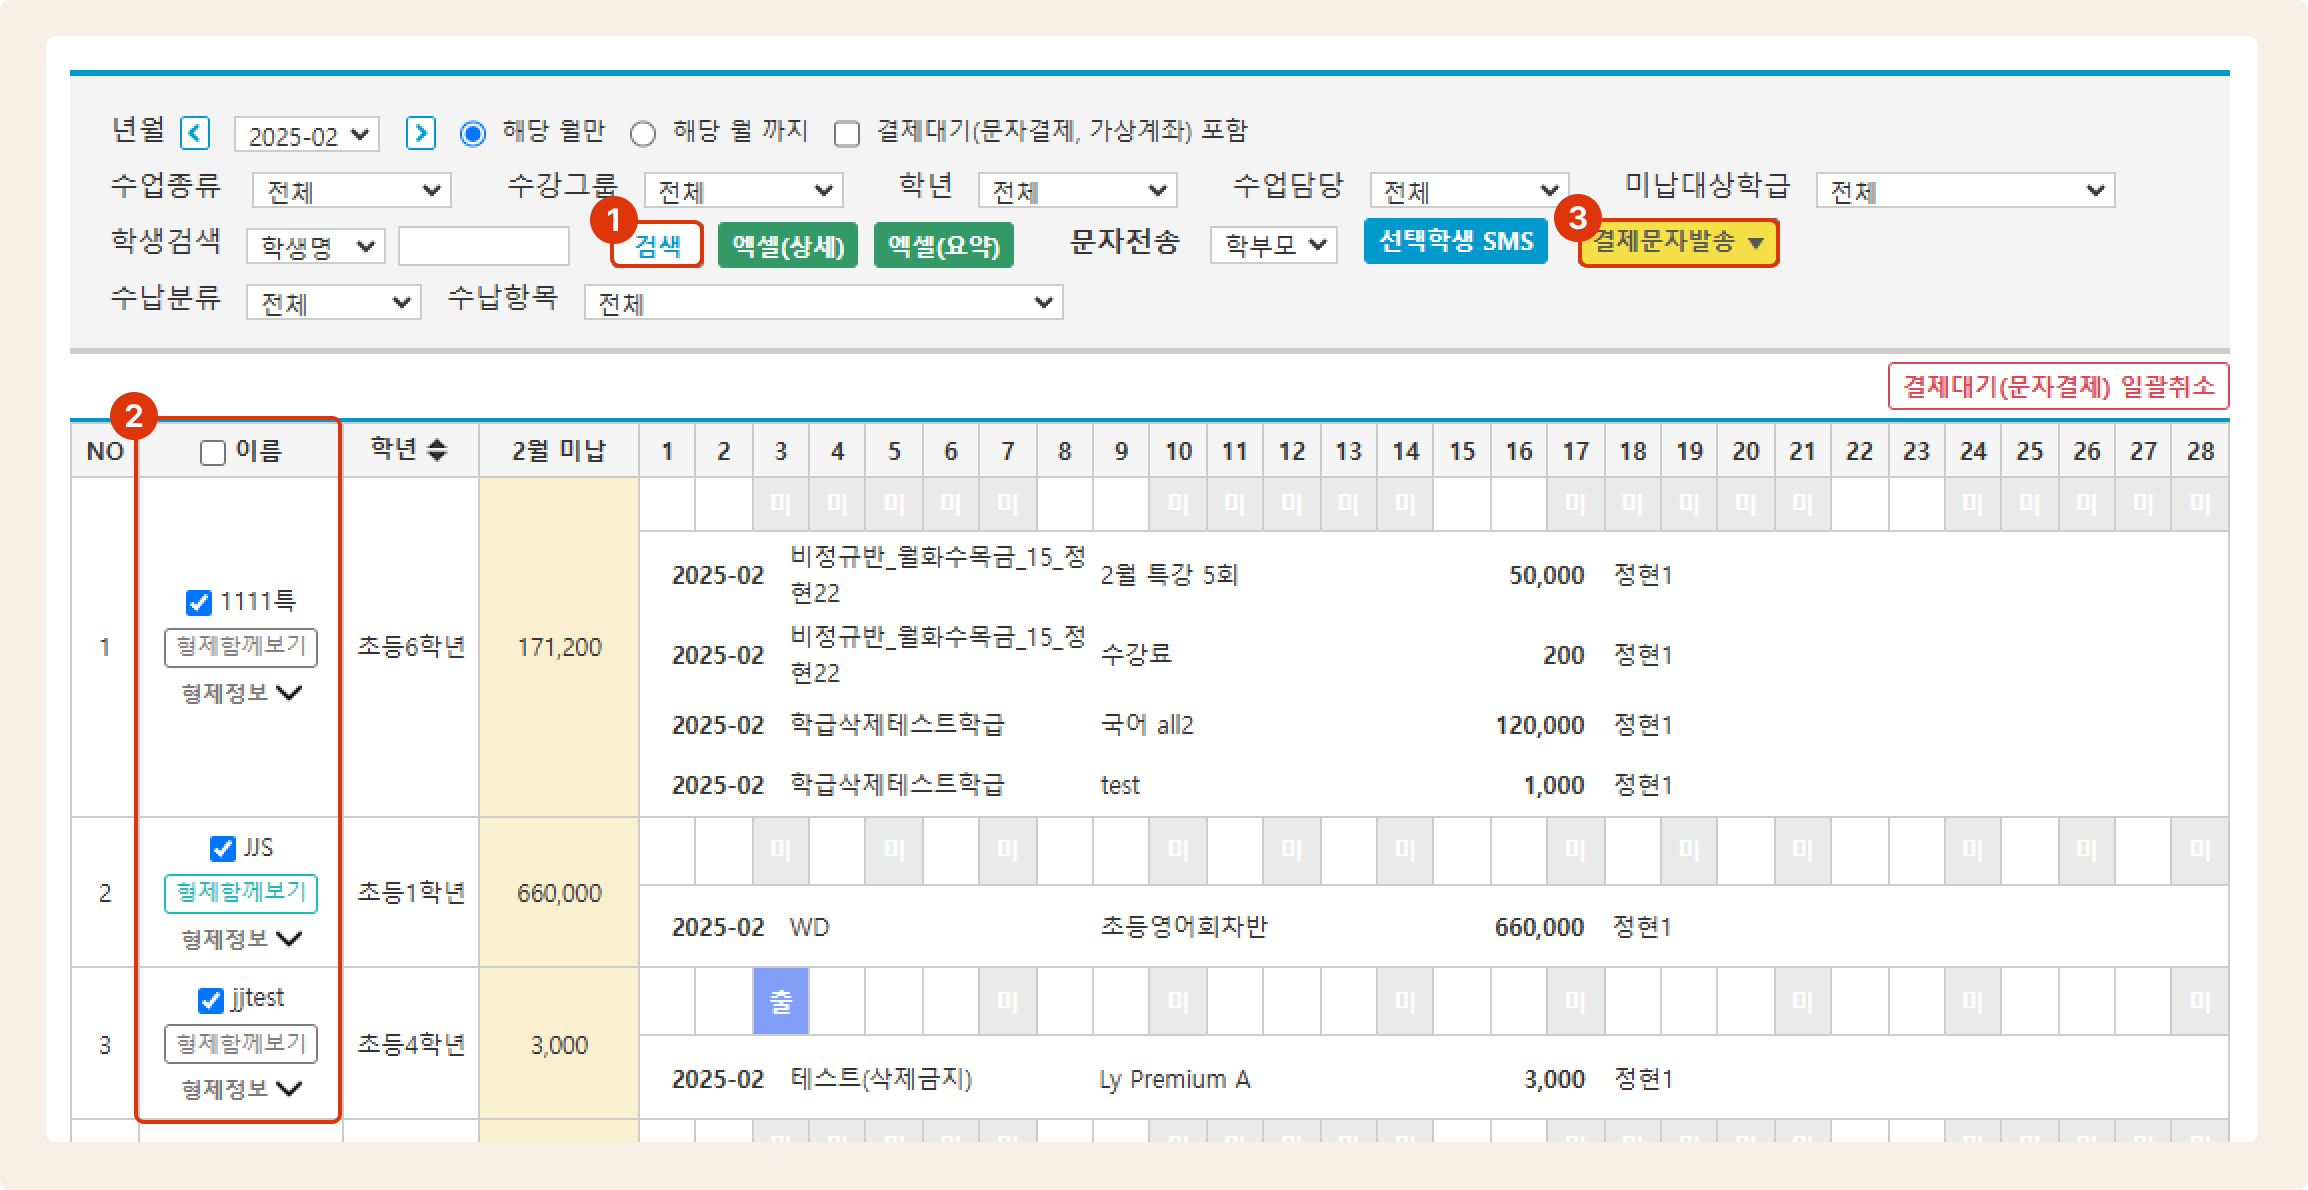 년월 2025-02 해당 월만 해당 월 까지 결제대기(문자결제, 가상계좌) 포함
수업종류 전체 수강그룹 전체 학년 전체 수업담당 전체 미납대상학급 전체
학생검색 학생명 1 검색 엑셀(상세) 엑셀(요약) 문자전송 학부모 선택학생 SMS 3 결제문자발송 ▼
수납분류 전체 수납항목 전체
결제대기(문자결제) 일괄취소
2
NO 이름 학년 2월 미납 1 2 3 4 5 6 7 8 9 10 11 12 13 14 15 16 17 18 19 20 21 22 23 24 25 26 27 28
미 미 미 미 미 미 미 미 미 미 미 미 미 미 미 미 미 미 미 미
1 1111특 형제함께보기 형제정보 초등6학년 171,200
2025-02 비정규반_월화수목금_15_정현22 2월 특강 5회 50,000 정현1
2025-02 비정규반_월화수목금_15_정현22 수강료 200 정현1
2025-02 학급삭제테스트학급 국어 all2 120,000 정현1
2025-02 학급삭제테스트학급 test 1,000 정현1
미 미 미 미 미 미 미 미 미 미 미 미
2 JJS 형제함께보기 형제정보 초등1학년 660,000
2025-02 WD 초등영어회차반 660,000 정현1
출 미 미 미 미 미 미 미
3 jjtest 형제함께보기 형제정보 초등4학년 3,000
2025-02 테스트(삭제금지) Ly Premium A 3,000 정현1